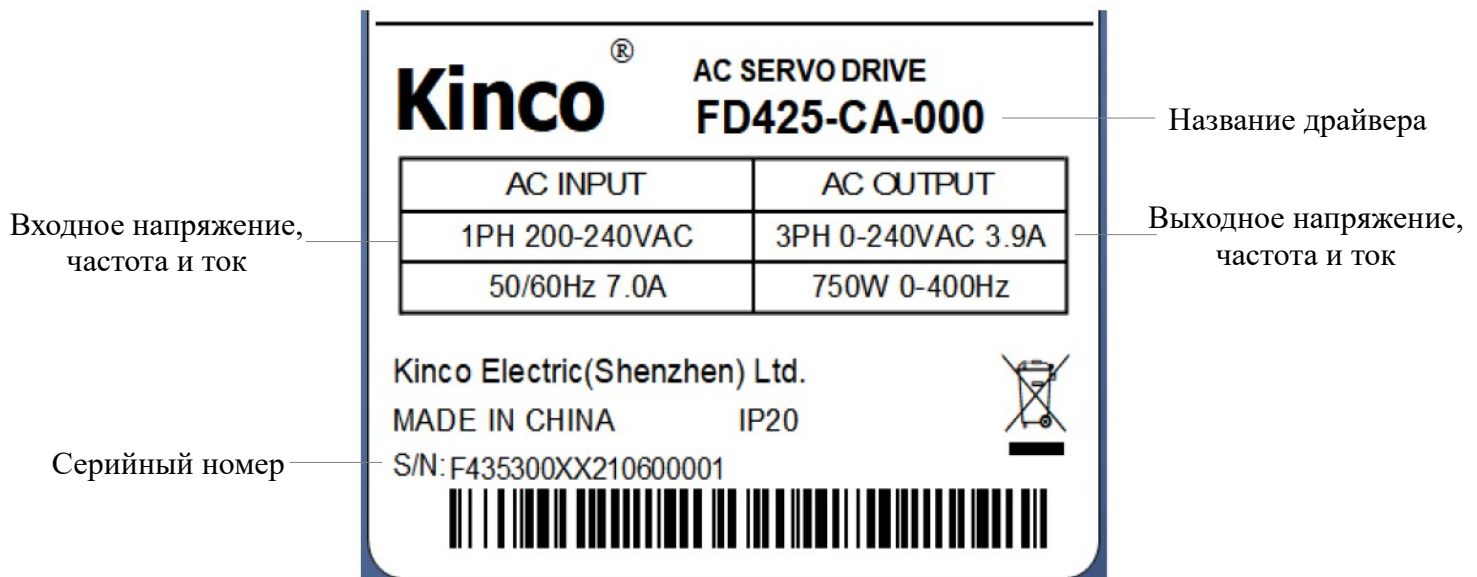 Kinco ®
AC SERVO DRIVE
FD425-CA-000
Название драйвера
AC INPUT
AC OUTPUT
Входное напряжение,
частота и ток
1PH 200-240VAC
3PH 0-240VAC 3.9A
50/60Hz 7.0A
750W 0-400Hz
Выходное напряжение,
частота и ток
Kinco Electric(Shenzhen) Ltd.
MADE IN CHINA
IP20
Серийный номер
S/N: F435300XX210600001